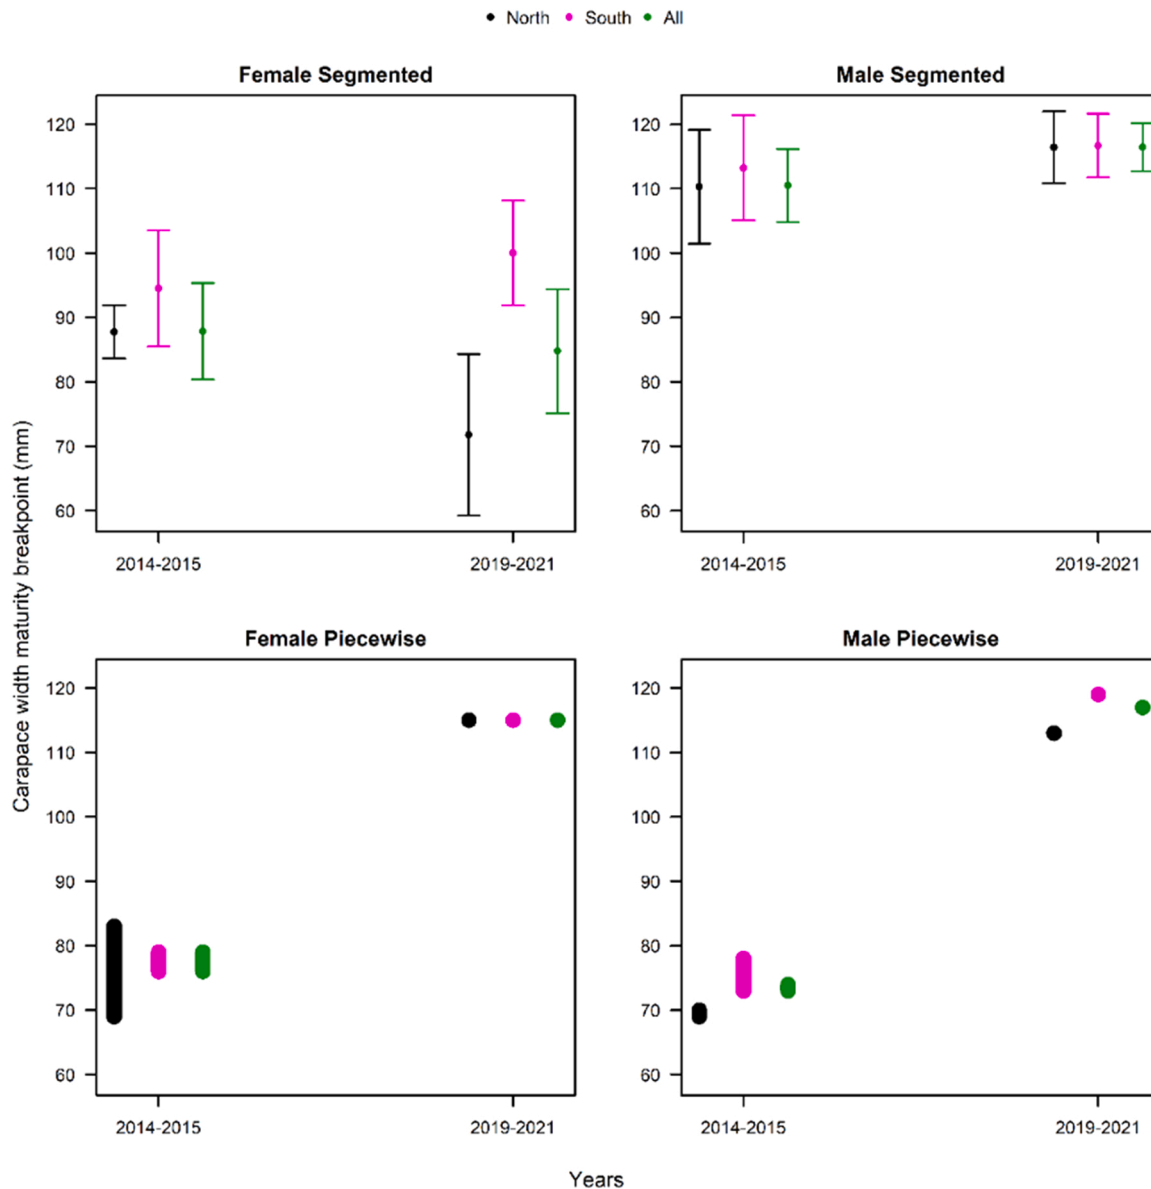 North South All
Female Segmented Male Segmented
120 120
110 110
100 100
90 90
80 80
70 70
60 60
2014-2015 2019-2021 2014-2015 2019-2021
Carapace width maturity breakpoint (mm)
Female Piecewise Male Piecewise
120 120
110 110
100 100
90 90
80 80
70 70
60 60
2014-2015 2019-2021 2014-2015 2019-2021
Years